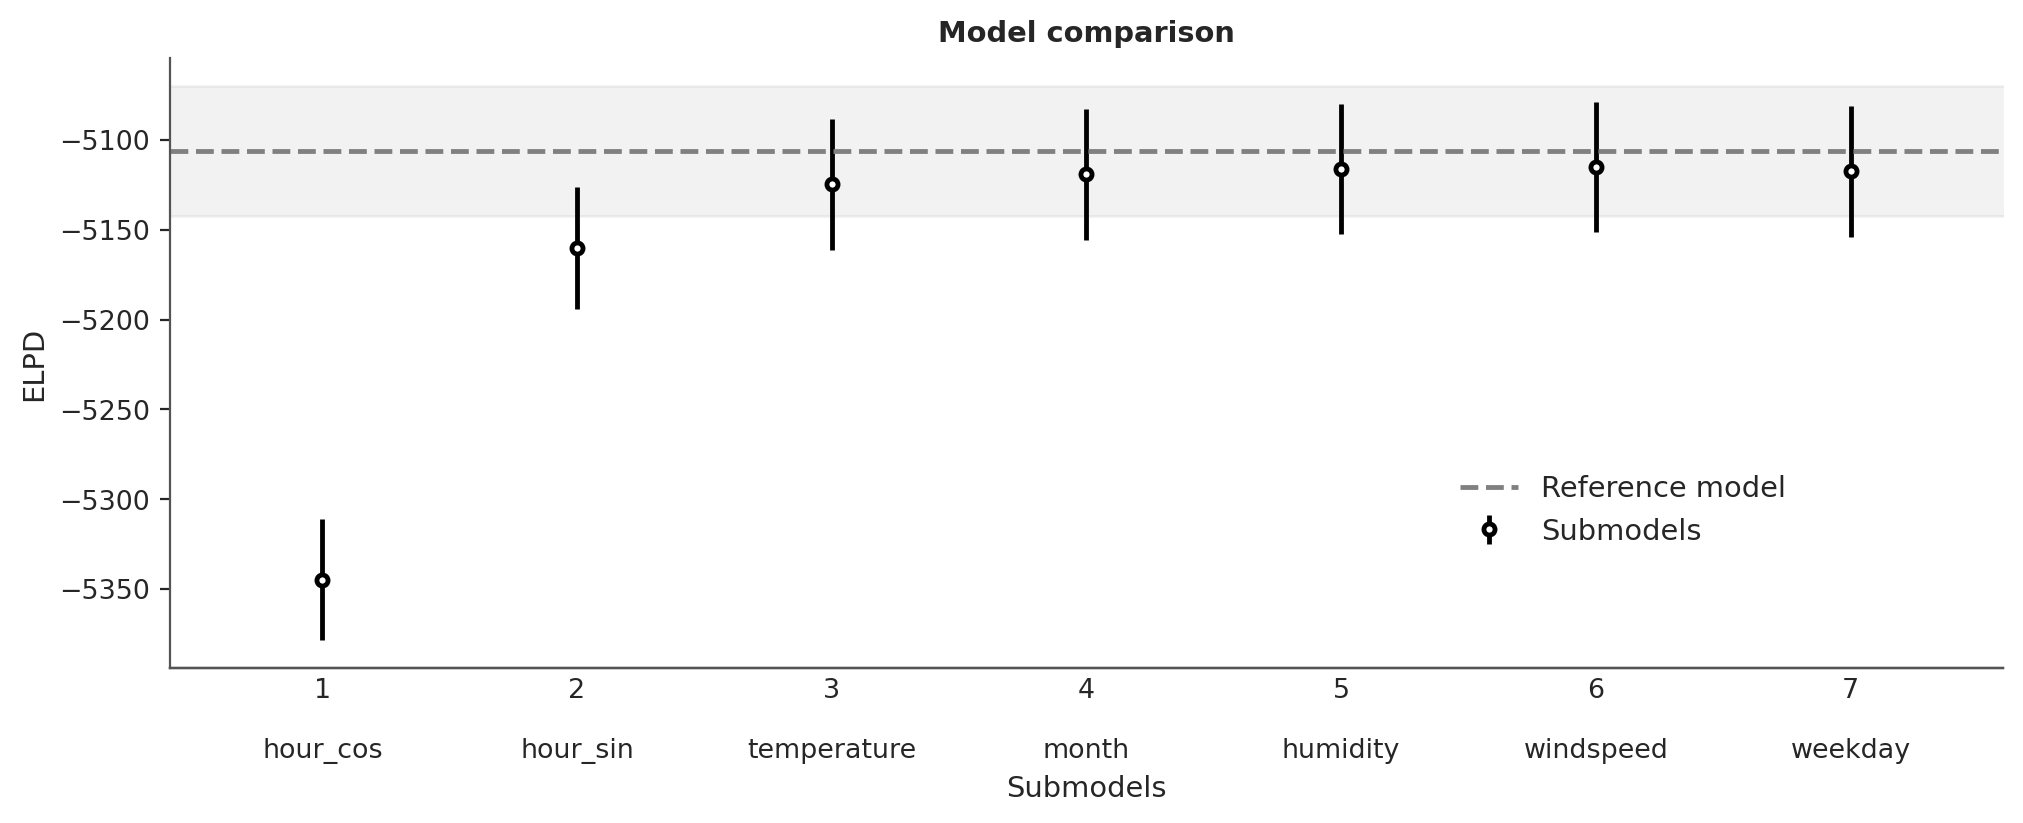 Model comparison
ELPD
−5100
−5150
−5200
−5250
−5300
−5350
Reference model
Submodels
1 2 3 4 5 6 7
hour_cos hour_sin temperature month humidity windspeed weekday
Submodels